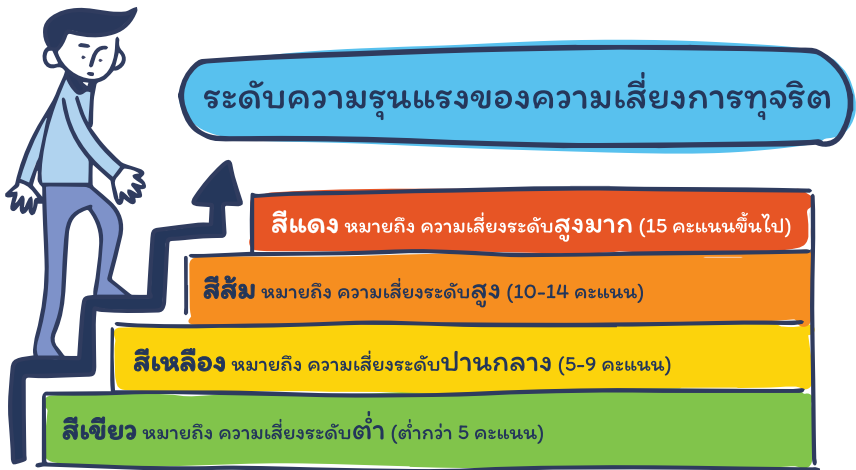 ระดับความรุนแรงของความเสี่ยงการทุจริต
สีแดง หมายถึง ความเสี่ยงระดับสูงมาก (15 คะแนนขึ้นไป)
สีส้ม หมายถึง ความเสี่ยงระดับสูง (10-14 คะแนน)
สีเหลือง หมายถึง ความเสี่ยงระดับปานกลาง (5-9 คะแนน)
สีเขียว หมายถึง ความเสี่ยงระดับต่ำ (ต่ำกว่า 5 คะแนน)